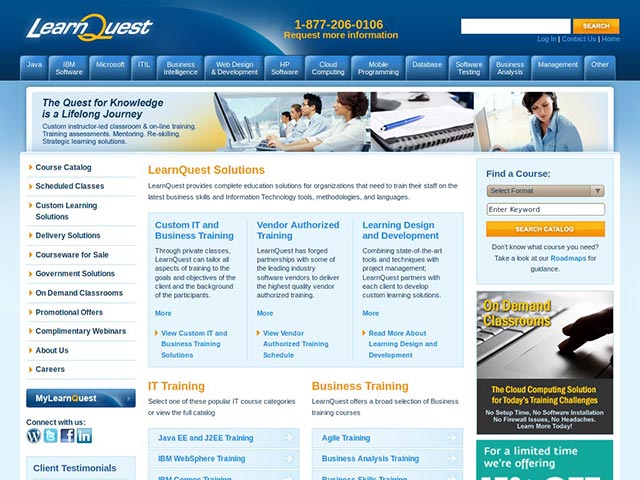 LearnQuest
1-877-206-0106
Request more information
SEARCH
Log In | Contact Us | Home
Java
IBM
Software
Microsoft
ITIL
Business
Intelligence
Web Design
& Development
HP
Software
Cloud
Computing
Mobile
Programming
Database
Software
Testing
Business
Analysis
Management
Other
The Quest for Knowledge
is a Lifelong Journey
Custom instructor-led classroom & on-line training.
Training assessments. Mentoring. Re-skilling.
Strategic learning solutions.
Course Catalog
Scheduled Classes
Custom Learning
Solutions
Delivery Solutions
Courseware for Sale
Government Solutions
On Demand Classrooms
Promotional Offers
Complimentary Webinars
About Us
Careers
MyLearnQuest
Connect with us:
Client Testimonials
LearnQuest Solutions
LearnQuest provides complete education solutions for organizations that need to train their staff on the
latest business skills and Information Technology tools, methodologies, and languages.
Custom IT and
Business Training
Through private classes,
LearnQuest can tailor all
aspects of training to the
goals and objectives of the
client and the background
of the participants.
More
View Custom IT and
Business Training
Solutions
Vendor Authorized
Training
LearnQuest has forged
partnerships with some of
the leading industry
software vendors to deliver
the highest quality vendor
authorized training.
More
View Vendor
Authorized Training
Schedule
Learning Design
and Development
Combining state-of-the-art
tools and techniques with
project management;
LearnQuest partners with
each client to develop
custom learning solutions.
More
Read More About
Learning Design and
Development
IT Training
Select one of these popular IT course categories
or view the full catalog
Java EE and J2EE Training
IBM WebSphere Training
IBM Cognos Training
Business Training
LearnQuest offers a broad selection of Business
training courses
Agile Training
Business Analysis Training
Business Skills Training
Find a Course:
Select Format
Enter Keyword
SEARCH CATALOG
Don't know what course you need?
Take a look at our Roadmaps for
guidance.
On Demand
Classrooms
The Cloud Computing Solution
for Today's Training Challenges
No Setup Time, No Software Installation
No Firewall Issues, No Headaches.
Learn More Today!
For a limited time
we're offering